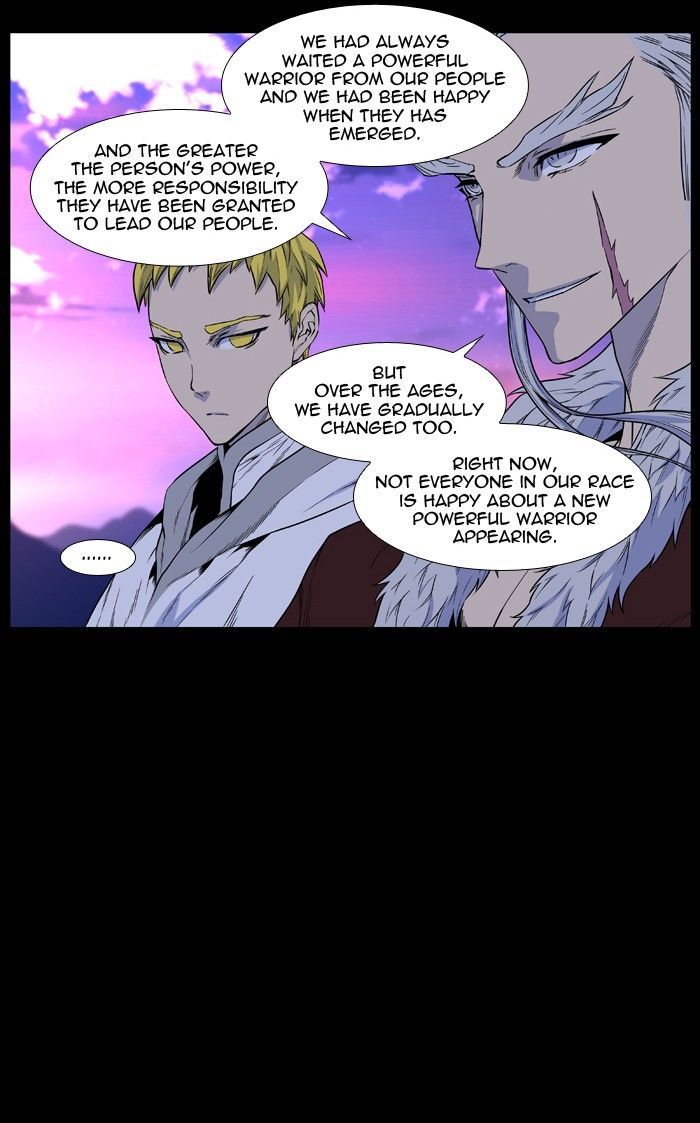 WE HAD ALWAYS
WAITED A POWERFUL
WARRIOR FROM OUR PEOPLE
AND WE HAD BEEN HAPPY
WHEN THEY HAS
EMERGED.
AND THE GREATER
THE PERSON'S POWER,
THE MORE RESPONSIBILITY
THEY HAVE BEEN GRANTED
TO LEAD OUR PEOPLE.
BUT
OVER THE AGES,
WE HAVE GRADUALLY
CHANGED TOO.
RIGHT NOW,
NOT EVERYONE IN OUR RACE
IS HAPPY ABOUT A NEW
POWERFUL WARRIOR
APPEARING.
......